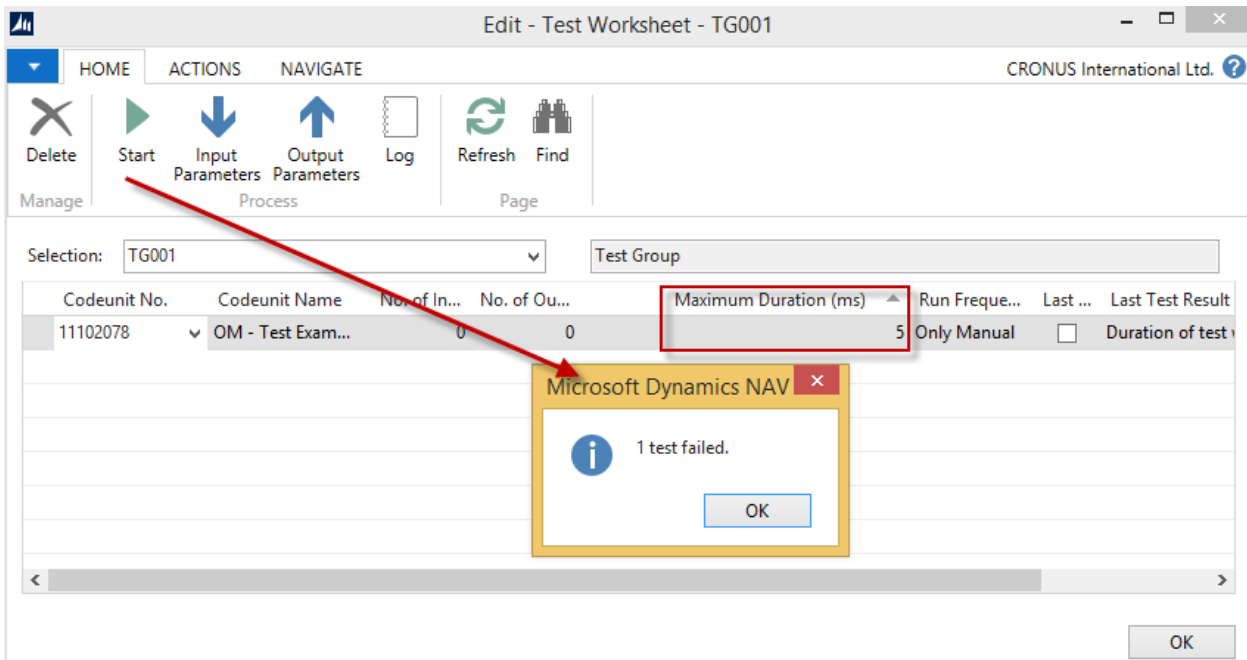 Edit - Test Worksheet - TG001
HOME ACTIONS NAVIGATE CRONUS International Ltd. ?
Delete Start Input Parameters Output Parameters Log Refresh Find
Manage Process Page
Selection: TG001 Test Group
Codeunit No. Codeunit Name No. of In... No. of Ou... Maximum Duration (ms) Run Freque... Last ... Last Test Result
11102078 OM - Test Exam... 0 0 5 Only Manual Duration of test
Microsoft Dynamics NAV
1 test failed.
OK
OK